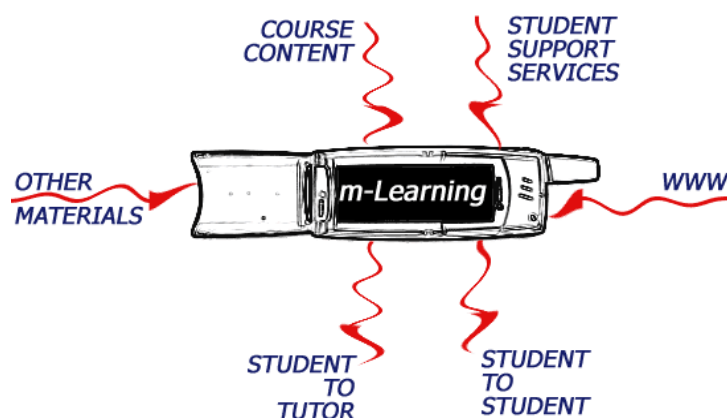 COURSE
CONTENT
STUDENT
SUPPORT
SERVICES
OTHER
MATERIALS
m-Learning
WWW
STUDENT
TO
TUTOR
STUDENT
TO
STUDENT